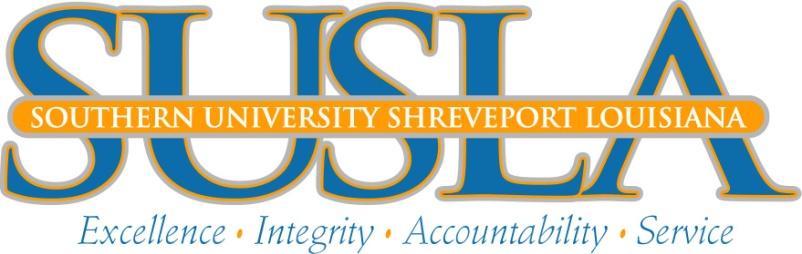 SUSLA
SOUTHERN UNIVERSITY SHREVEPORT LOUISIANA
Excellence • Integrity • Accountability • Service